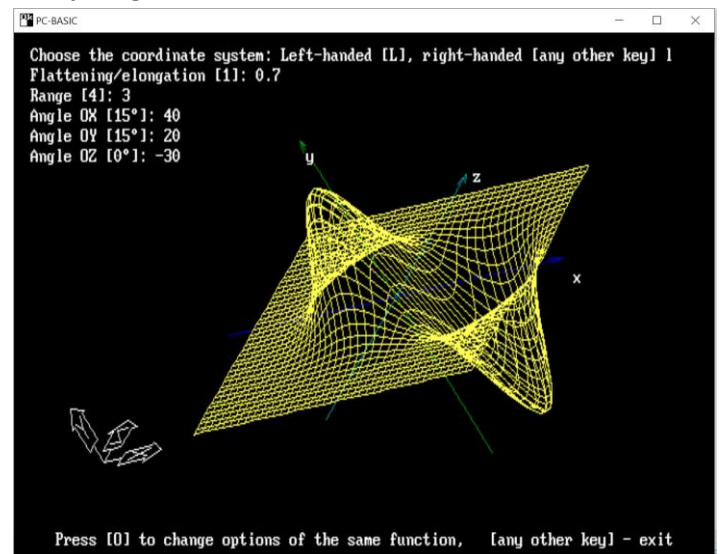 PC-BASIC
Choose the coordinate system: Left-handed [L], right-handed [any other key] l
Flattening/elongation [1]: 0.7
Range [4]: 3
Angle OX [15°]: 40
Angle OY [15°]: 20
Angle OZ [0°]: -30
y
z
x
Press [O] to change options of the same function, [any other key] - exit